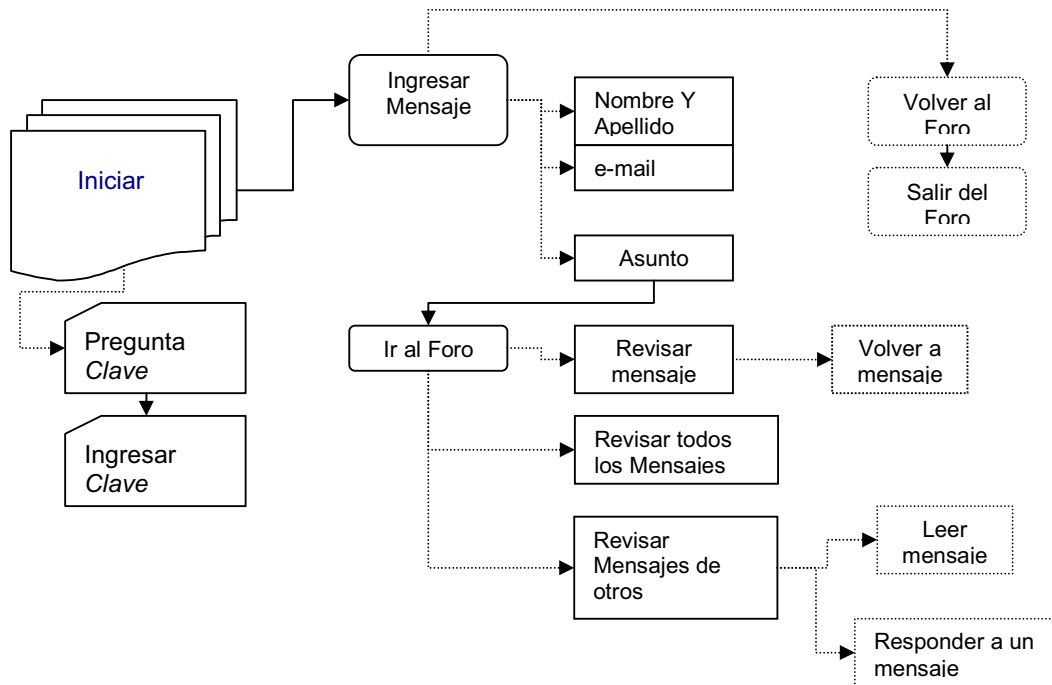 Iniciar
Pregunta
Clave
Ingresar
Clave
Ingresar
Mensaje
Nombre Y
Apellido
e-mail
Asunto
Volver al
Foro
Salir del
Foro
Ir al Foro
Revisar
mensaje
Volver a
mensaje
Revisar todos
los Mensajes
Revisar
Mensajes de
otros
Leer
mensaje
Responder a un
mensaje